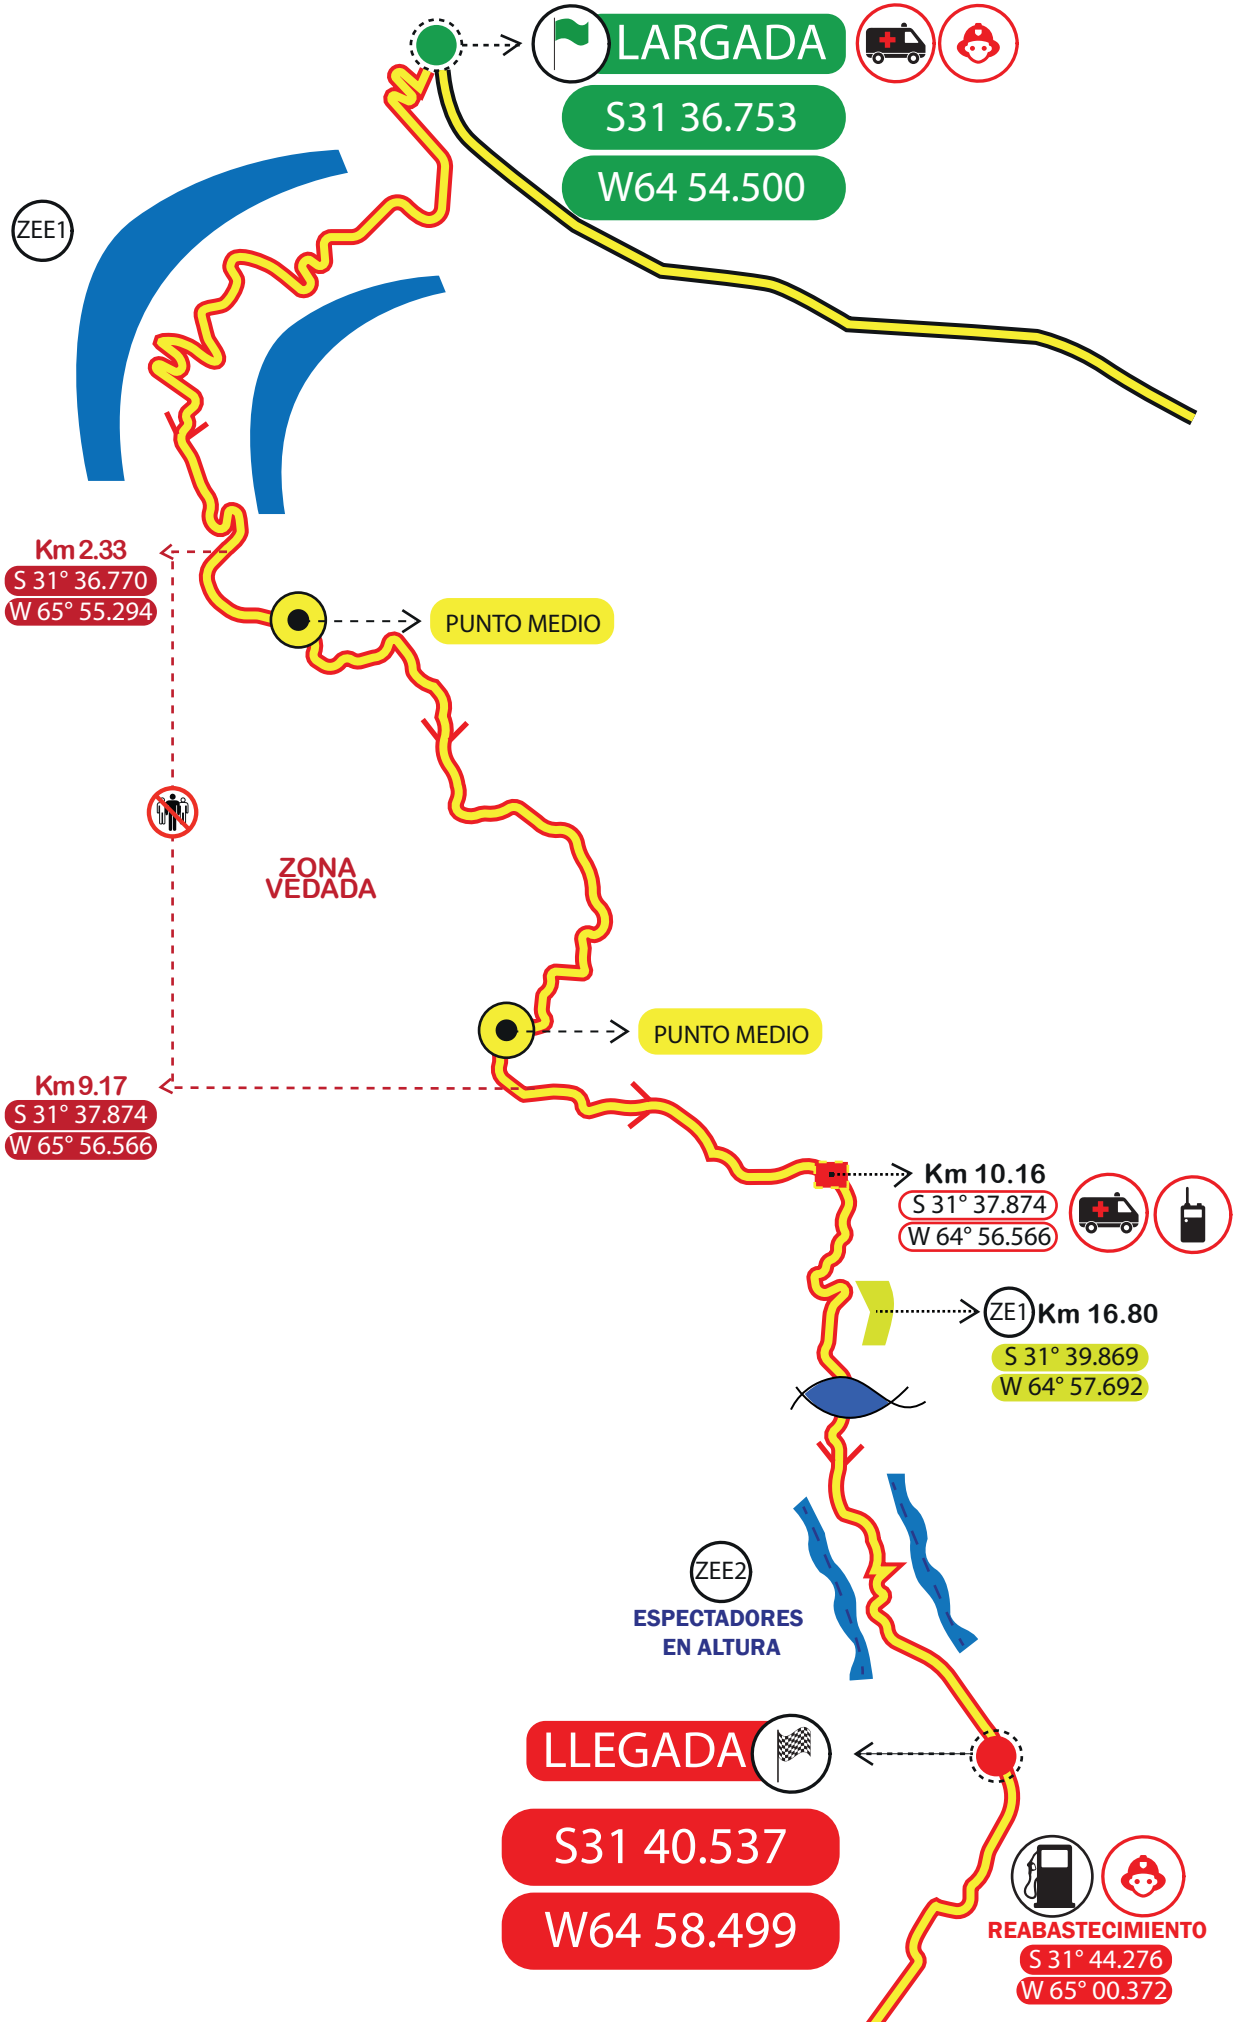 LARGADA
S31 36.753
W64 54.500
ZEE1
Km 2.33
S 31° 36.770
W 65° 55.294
PUNTO MEDIO
ZONA
VEDADA
PUNTO MEDIO
Km 9.17
S 31° 37.874
W 65° 56.566
Km 10.16
S 31° 37.874
W 64° 56.566
ZE1 Km 16.80
S 31° 39.869
W 64° 57.692
ZEE2
ESPECTADORES
EN ALTURA
LLEGADA
S31 40.537
W64 58.499
REABASTECIMIENTO
S 31° 44.276
W 65° 00.372